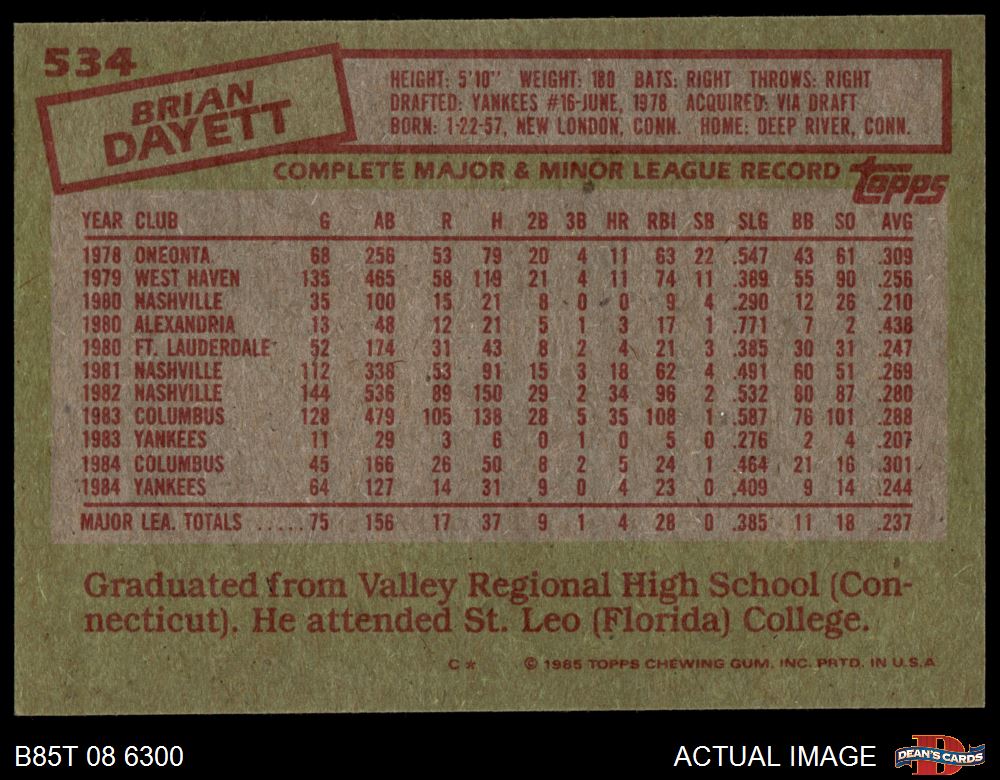 534
BRIAN
DAYETT
HEIGHT: 5'10" WEIGHT: 180 BATS: RIGHT THROWS: RIGHT
DRAFTED: YANKEES #16-JUNE, 1978 ACQUIRED: VIA DRAFT
BORN: 1-22-57, NEW LONDON, CONN. HOME: DEEP RIVER, CONN.
COMPLETE MAJOR & MINOR LEAGUE RECORD topps
YEAR CLUB G AB R H 2B 3B HR RBI SB SLG BB SO AVG
1978 ONEONTA 68 256 53 79 20 4 11 63 22 .547 43 61 .309
1979 WEST HAVEN 135 465 58 119 21 4 11 74 11 .389 55 90 .256
1980 NASHVILLE 35 100 15 21 8 0 0 9 4 .290 12 26 .210
1980 ALEXANDRIA 13 48 12 21 5 1 3 17 1 .771 7 2 .438
1980 FT. LAUDERDALE 52 174 31 43 8 2 4 21 3 .385 30 31 .247
1981 NASHVILLE 112 338 53 91 15 3 18 62 4 .491 60 51 .269
1982 NASHVILLE 144 536 89 150 29 2 34 96 2 .532 80 87 .280
1983 COLUMBUS 128 479 105 138 28 5 35 108 1 .587 76 101 .288
1983 YANKEES 11 29 3 6 0 1 0 5 0 .276 2 4 .207
1984 COLUMBUS 45 166 26 50 8 2 5 24 1 .464 21 16 .301
1984 YANKEES 64 127 14 31 9 0 4 23 0 .409 9 14 .244
MAJOR LEA. TOTALS .....75 156 17 37 9 1 4 28 0 .385 11 18 .237
Graduated from Valley Regional High School (Con-
necticut). He attended St. Leo (Florida) College.
C * © 1985 TOPPS CHEWING GUM, INC. PRTD. IN U.S.A.
B85T 08 6300 ACTUAL IMAGE D DEAN'S CARDS